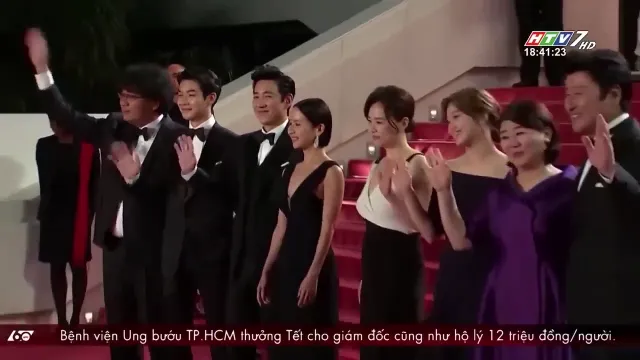 HTV7 HD
18:41:23
60
Bệnh viện Ung bướu TP.HCM thưởng Tết cho giám đốc cũng như hộ lý 12 triệu đồng/người.